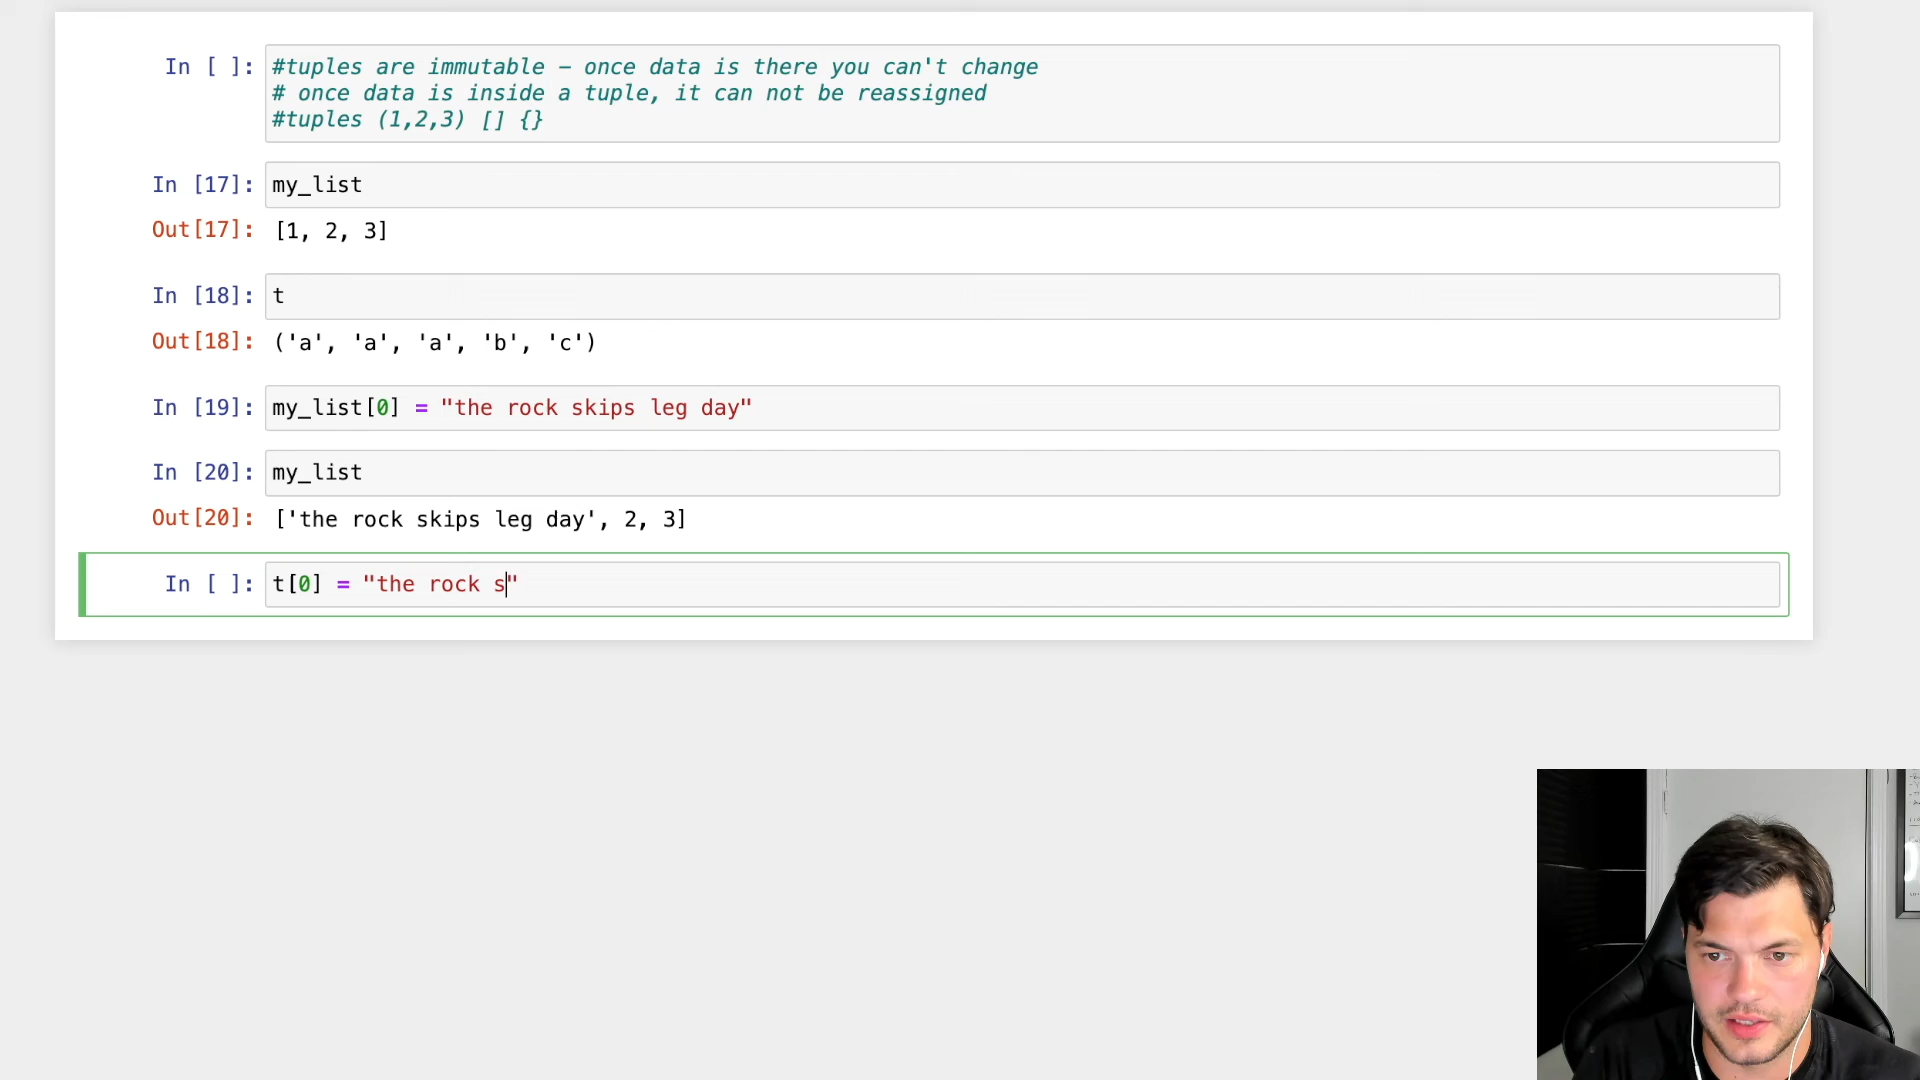 In [ ]: #tuples are immutable – once data is there you can't change
# once data is inside a tuple, it can not be reassigned
#tuples (1,2,3) [] {}
In [17]: my_list
Out[17]: [1, 2, 3]
In [18]: t
Out[18]: ('a', 'a', 'a', 'b', 'c')
In [19]: my_list[0] = "the rock skips leg day"
In [20]: my_list
Out[20]: ['the rock skips leg day', 2, 3]
In [ ]: t[0] = "the rock s"